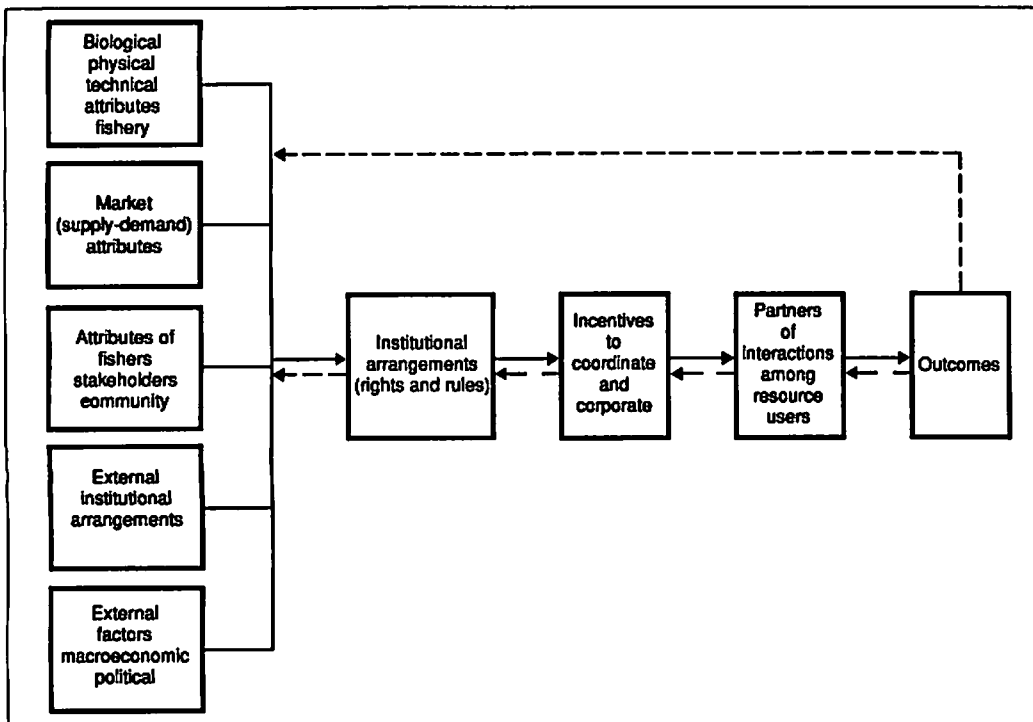 Biological
physical
technical
attributes
fishery
Market
(supply-demand)
attributes
Attributes of
fishers
stakeholders
eommunity
External
institutional
arrangements
External
factors
macroeconomic
political
Institutional
arrangements
(rights and rules)
Incentives
to
coordinate
and
corporate
Partners
of
interactions
among
resource
users
Outcomes